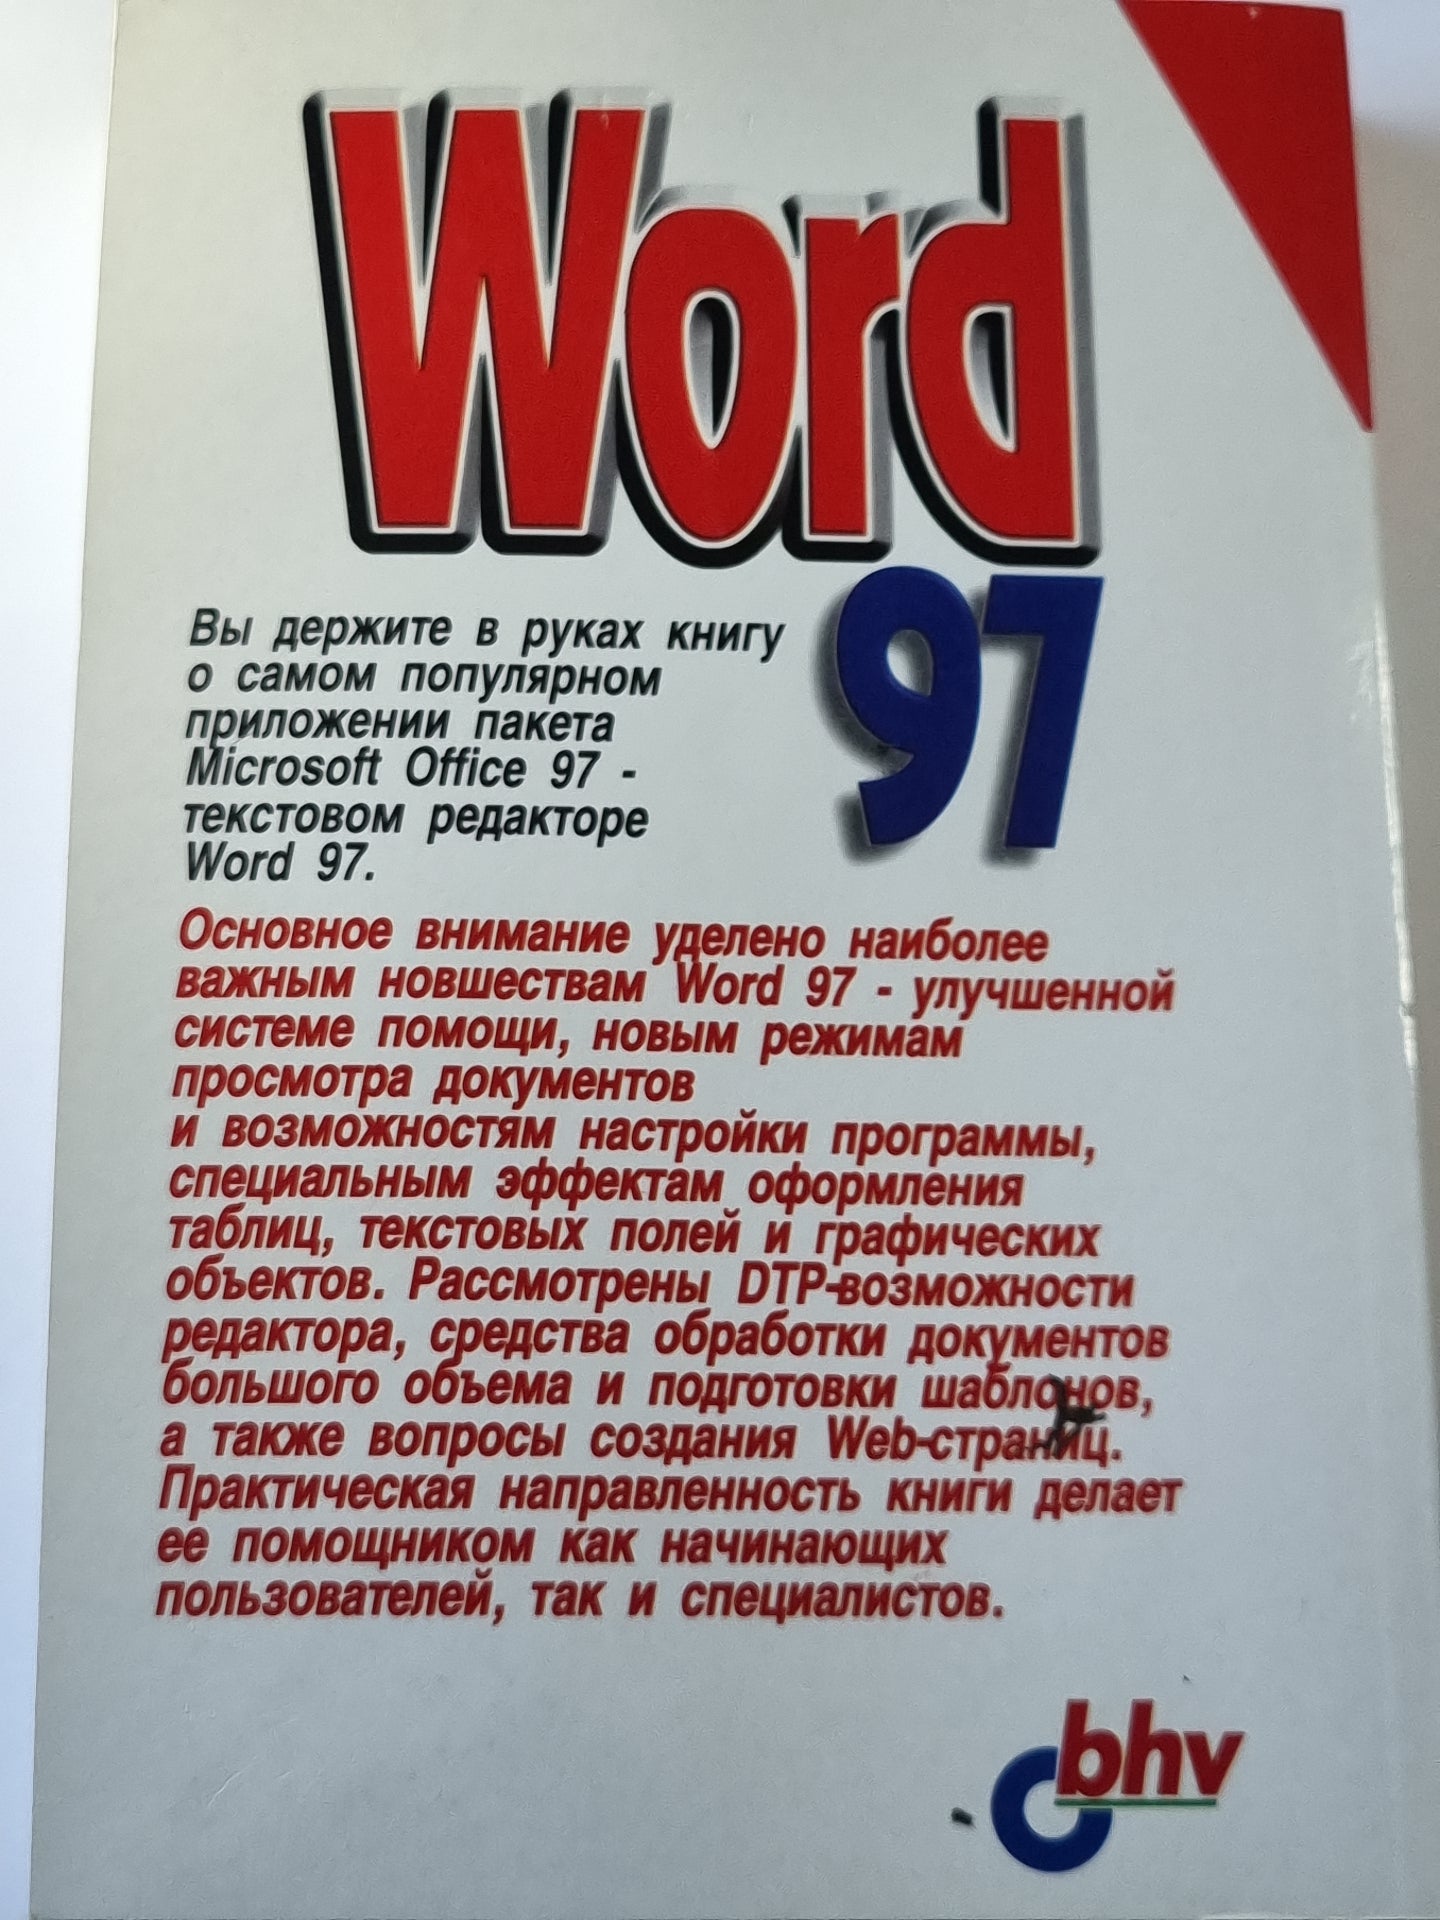 Word
97
Вы держите в руках книгу
о самом популярном
приложении пакета
Microsoft Office 97 -
текстовом редакторе
Word 97.
Основное внимание уделено наиболее
важным новшествам Word 97 - улучшенной
системе помощи, новым режимам
просмотра документов
и возможностям настройки программы,
специальным эффектам оформления
таблиц, текстовых полей и графических
объектов. Рассмотрены DTP-возможности
редактора, средства обработки документов
большого объема и подготовки шаблонов,
а также вопросы создания Web-страниц.
Практическая направленность книги делает
ее помощником как начинающих
пользователей, так и специалистов.
bhv